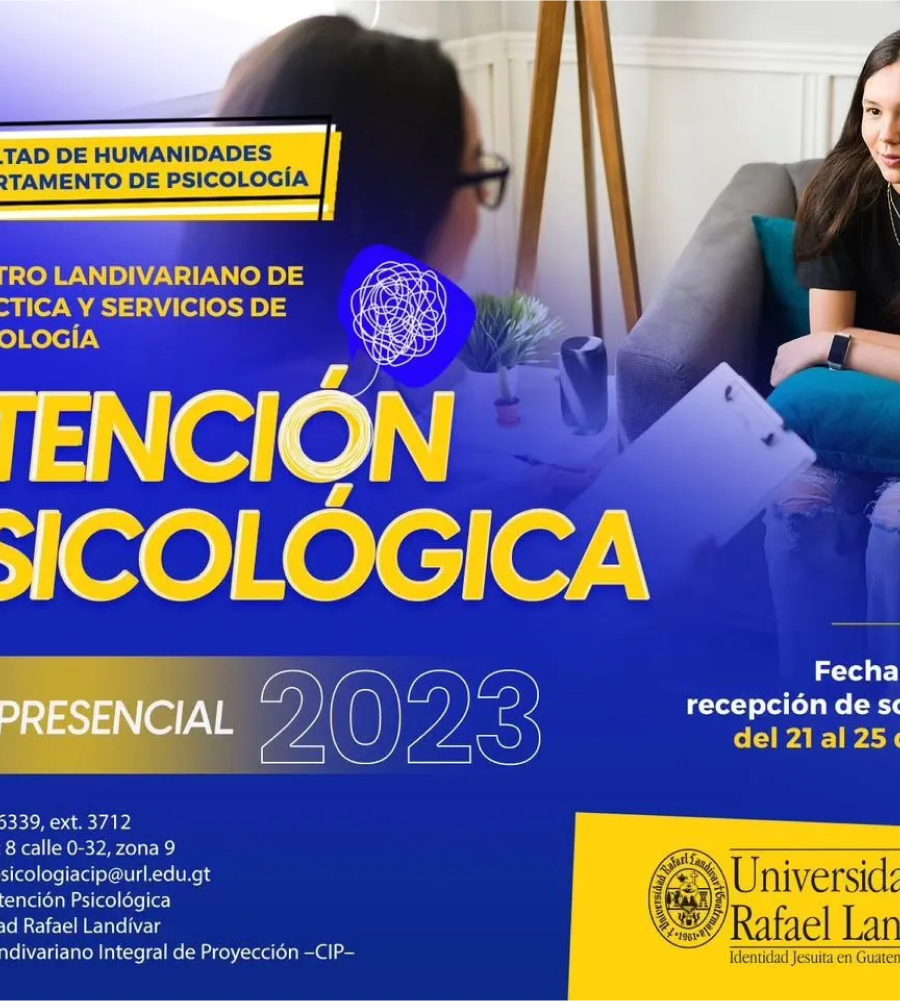 LTAD DE HUMANIDADES
RTAMENTO DE PSICOLOGÍA
TRO LANDIVARIANO DE
CTICA Y SERVICIOS DE
OLOGÍA
TENCIÓN
SICOLÓGICA
PRESENCIAL 2023
Fecha
recepción de so
del 21 al 25 d
6339, ext. 3712
: 8 calle 0-32, zona 9
sicologiacip@url.edu.gt
tención Psicológica
ad Rafael Landívar
ndivariano Integral de Proyección –CIP–
Universida
Rafael Lan
Identidad Jesuita en Guatem